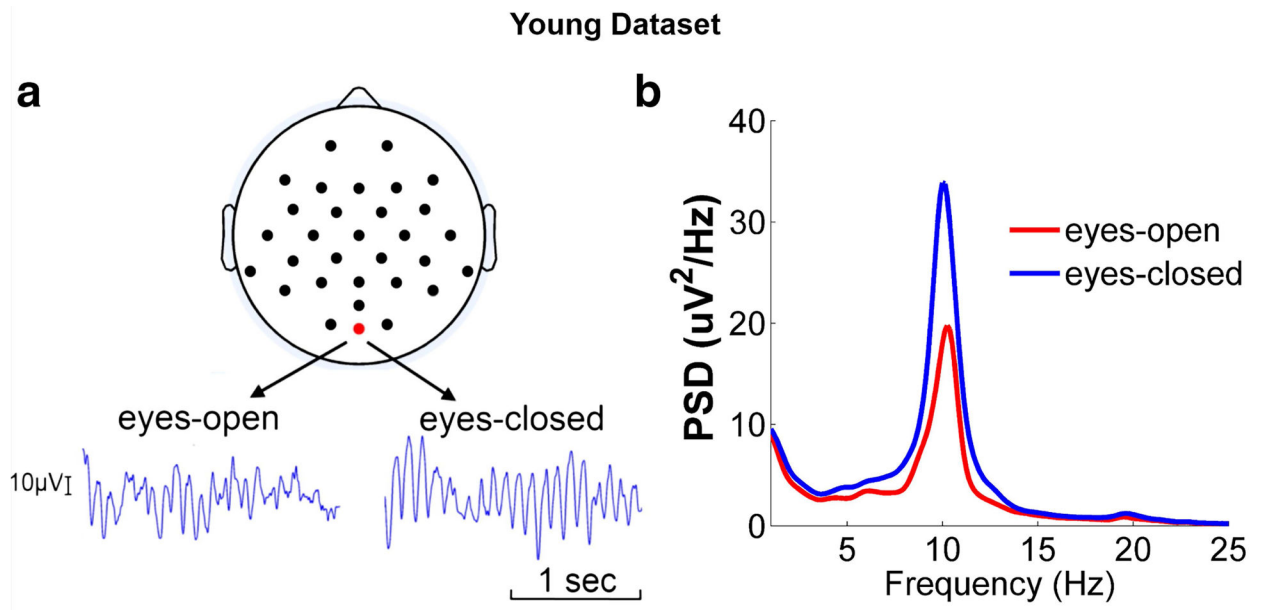 Young Dataset
a
eyes-open
eyes-closed
10μV
1 sec
b
PSD (uV²/Hz)
40
30
20
10
0
5
10
15
20
25
Frequency (Hz)
eyes-open
eyes-closed